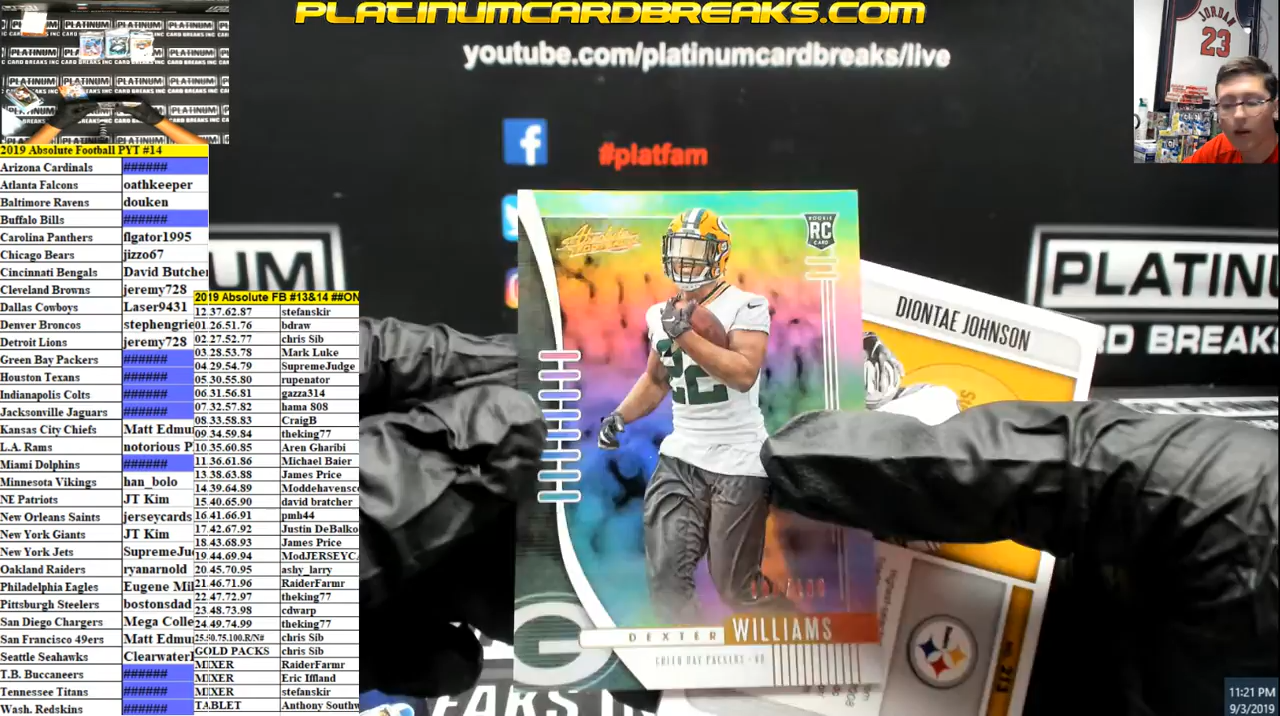 PLATINUMCARDBREAKS.COM
youtube.com/platinumcardbreaks/live
#platfam
JORDAN
23
2019 Absolute Football PYT #14
Arizona Cardinals ######
Atlanta Falcons oathkeeper
Baltimore Ravens douken
Buffalo Bills ######
Carolina Panthers flgator1995
Chicago Bears jizzo67
Cincinnati Bengals David Butcher
Cleveland Browns jeremy728
Dallas Cowboys Laser9431
Denver Broncos stephengrie
Detroit Lions jeremy728
Green Bay Packers ######
Houston Texans ######
Indianapolis Colts ######
Jacksonville Jaguars ######
Kansas City Chiefs Matt Edmu
L.A. Rams notorious P
Miami Dolphins ######
Minnesota Vikings han_bolo
NE Patriots JT Kim
New Orleans Saints jerseycards
New York Giants JT Kim
New York Jets SupremeJu
Oakland Raiders ryanarnold
Philadelphia Eagles Eugene Mil
Pittsburgh Steelers bostonsdad
San Diego Chargers Mega Colle
San Francisco 49ers Matt Edmu
Seattle Seahawks Clearwater
T.B. Buccaneers ######
Tennessee Titans ######
Wash. Redskins ######
2019 Absolute FB #13&14 ##ON
12.37.62.87 stefanskir
01.26.51.76 bdraw
02.27.52.77 chris Sib
03.28.53.78 Mark Luke
04.29.54.79 SupremeJudge
05.30.55.80 rupenator
06.31.56.81 gazza314
07.32.57.82 hama 808
08.33.58.83 CraigB
09.34.59.84 theking77
10.35.60.85 Aren Gharibi
11.36.61.86 Michael Baier
13.38.63.88 James Price
14.39.64.89 Moddehavensc
15.40.65.90 david bratcher
16.41.66.91 pmh44
17.42.67.92 Justin DeBalko
18.43.68.93 James Price
19.44.69.94 ModJERSEYCA
20.45.70.95 ashy_larry
21.46.71.96 RaiderFarmr
22.47.72.97 theking77
23.48.73.98 cdwarp
24.49.74.99 theking77
25.50.75.100.R/N# chris Sib
GOLD PACKS chris Sib
MIXER RaiderFarmr
MIXER Eric Iffland
MIXER stefanskir
TABLET Anthony Southw
Absolute
ROOKIE
RC
CARD
22
DEXTER WILLIAMS
GREEN BAY PACKERS - RB
DIONTAE JOHNSON
Steelers
UM
PLATINU
RD BREAKS
11:21 PM
9/3/2019